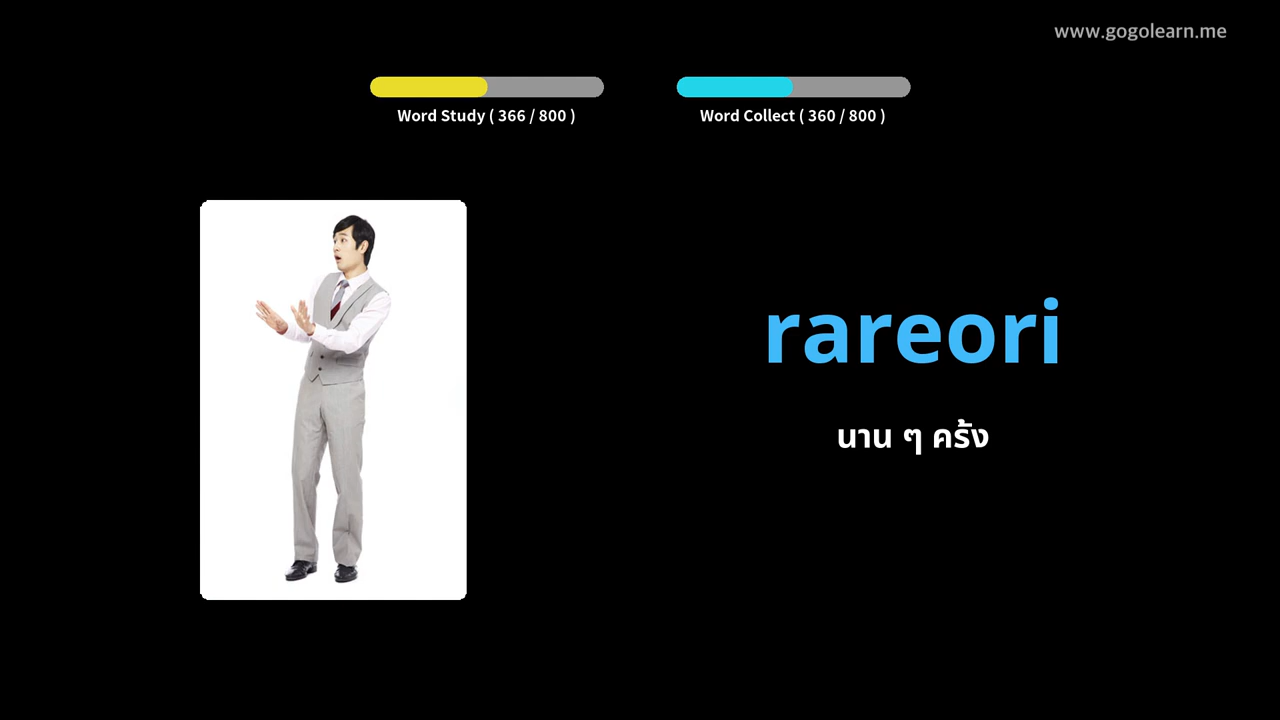 www.gogolearn.me
Word Study ( 366 / 800 )
Word Collect ( 360 / 800 )
rareori
นาน ๆ ครั้ง